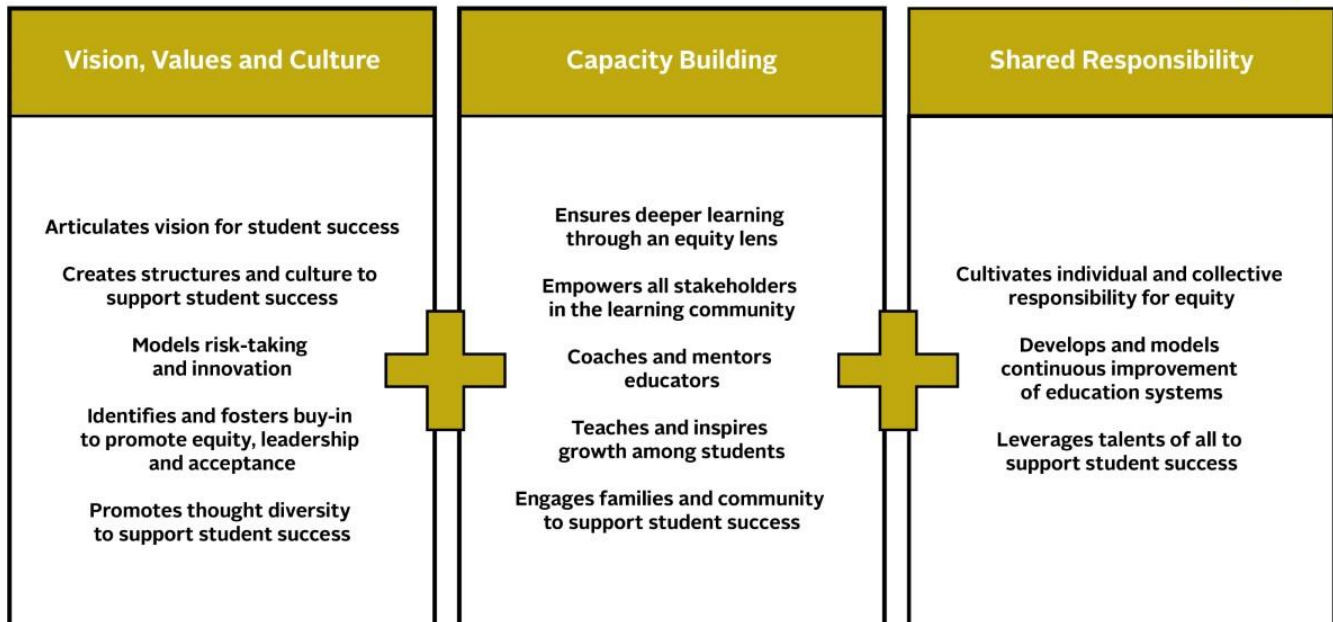 Vision, Values and Culture
Articulates vision for student success
Creates structures and culture to
support student success
Models risk-taking
and innovation
Identifies and fosters buy-in
to promote equity, leadership
and acceptance
Promotes thought diversity
to support student success
Capacity Building
Ensures deeper learning
through an equity lens
Empowers all stakeholders
in the learning community
Coaches and mentors
educators
Teaches and inspires
growth among students
Engages families and community
to support student success
Shared Responsibility
Cultivates individual and collective
responsibility for equity
Develops and models
continuous improvement
of education systems
Leverages talents of all to
support student success